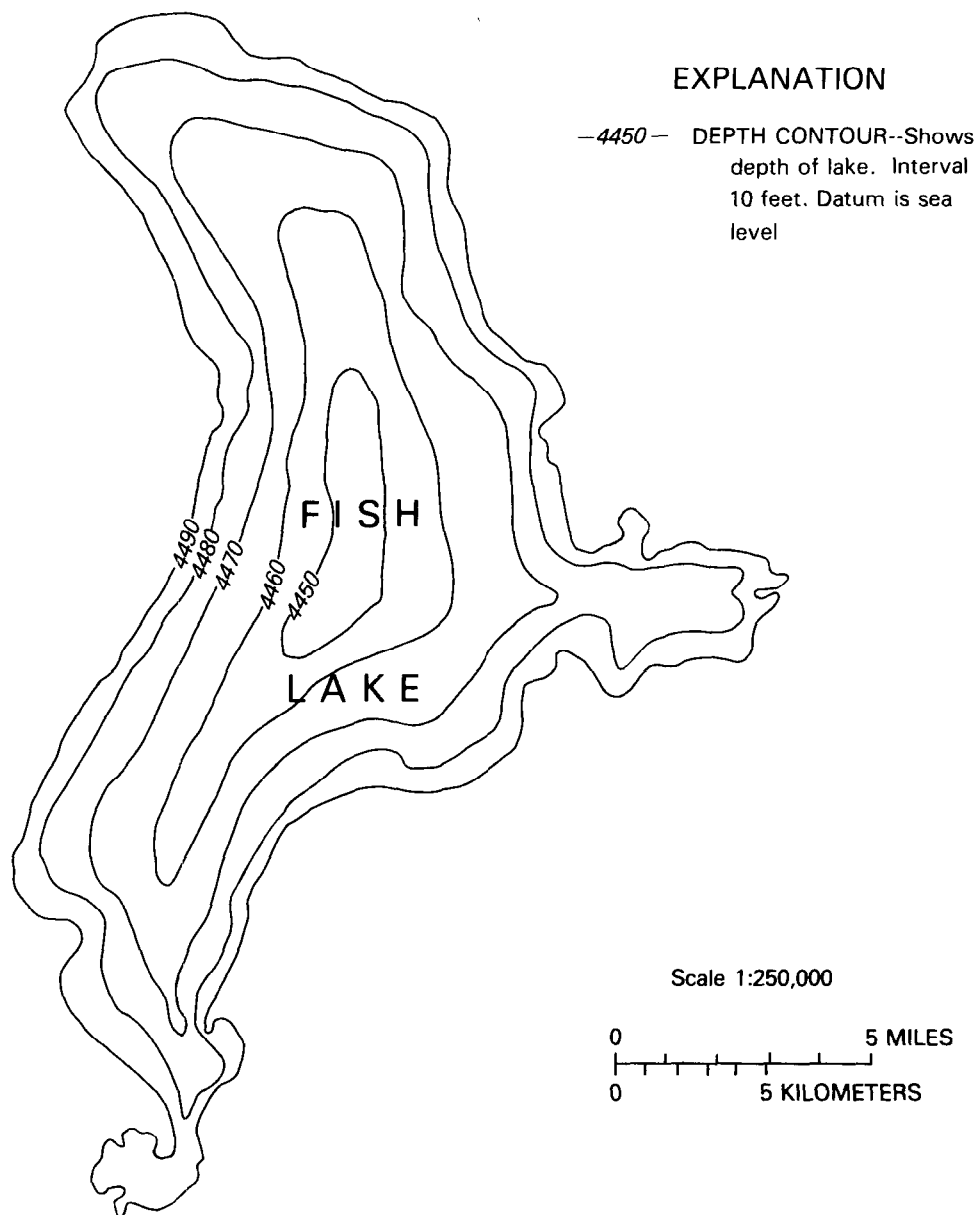 EXPLANATION
—4450— DEPTH CONTOUR--Shows
depth of lake. Interval
10 feet. Datum is sea
level
4490
4480
4470
4460
4450
FISH
LAKE
Scale 1:250,000
0 5 MILES
0 5 KILOMETERS